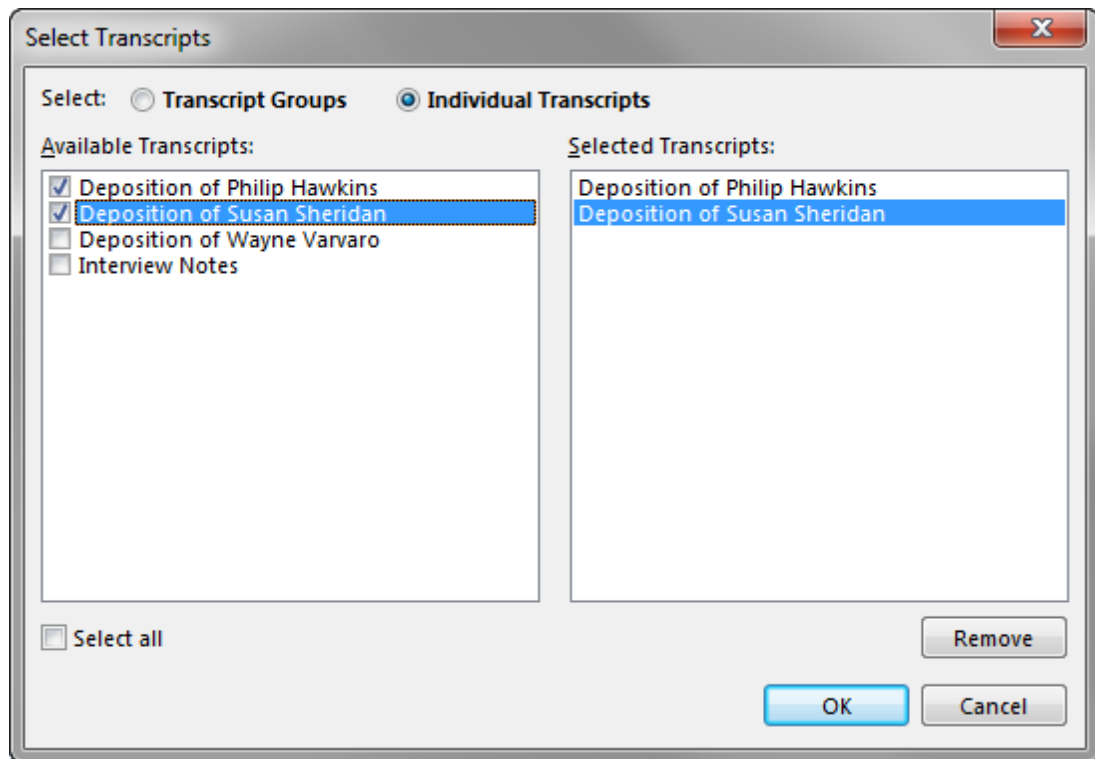 Select Transcripts
Select: Transcript Groups Individual Transcripts
Available Transcripts:
Deposition of Philip Hawkins
Deposition of Susan Sheridan
Deposition of Wayne Varvaro
Interview Notes
Selected Transcripts:
Deposition of Philip Hawkins
Deposition of Susan Sheridan
Select all
Remove
OK
Cancel